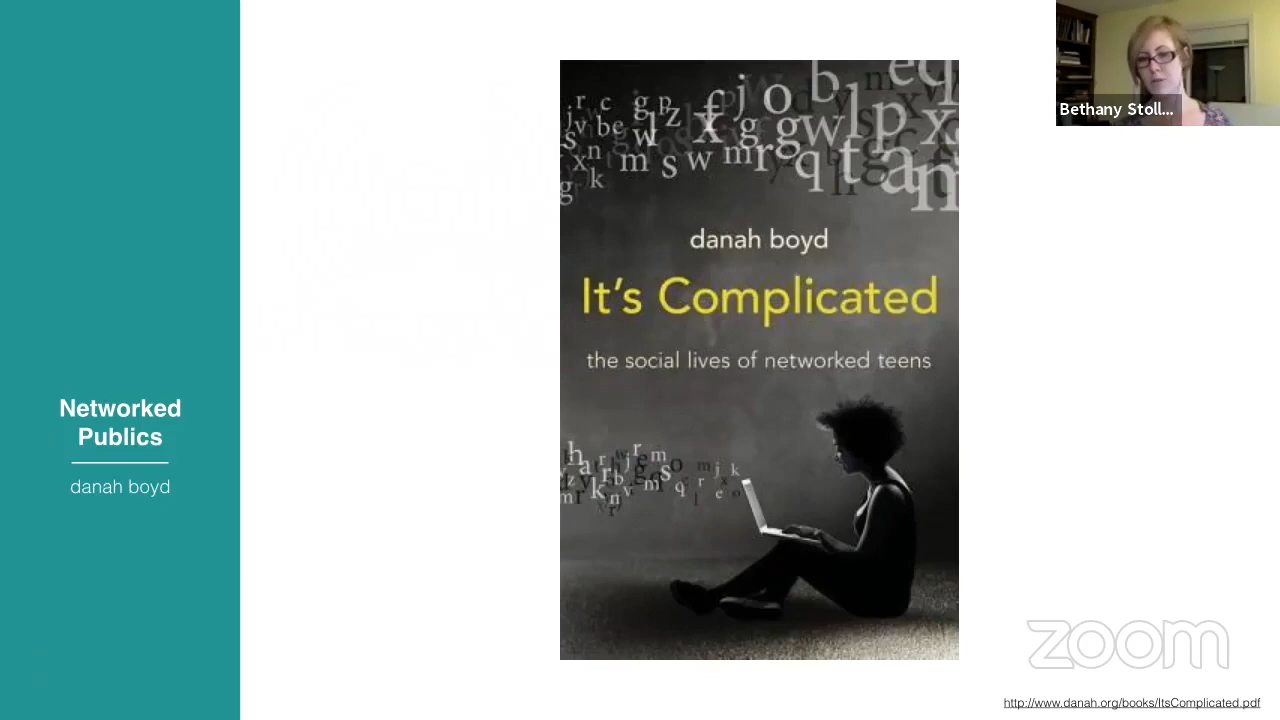 Networked
Publics
danah boyd
danah boyd
It's Complicated
the social lives of networked teens
Bethany Stoll...
zoom
http://www.danah.org/books/ItsComplicated.pdf